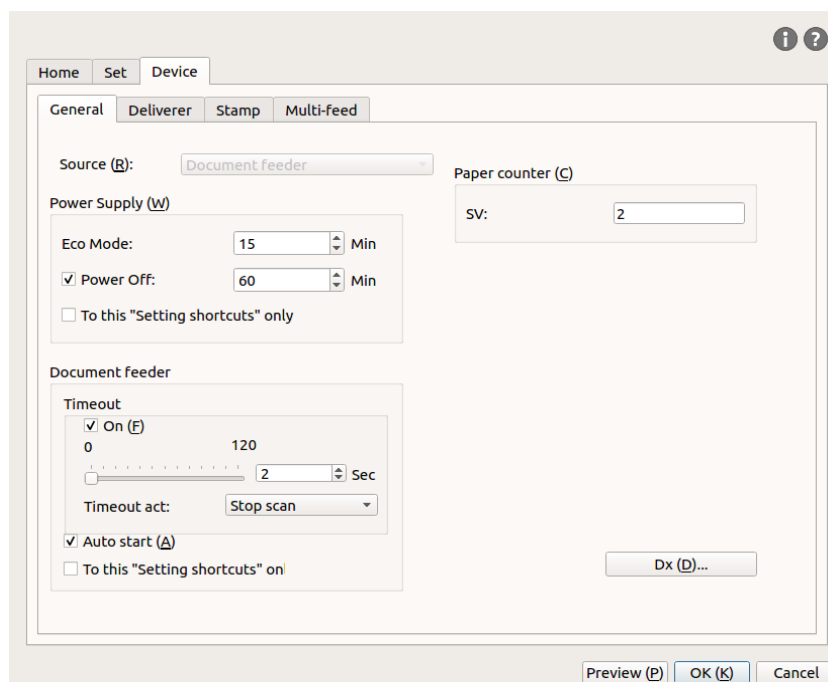 Home Set Device
General Deliverer Stamp Multi-feed
Source (R): Document feeder
Power Supply (W)
Eco Mode: 15 Min
Power Off: 60 Min
To this "Setting shortcuts" only
Document feeder
Timeout
On (F)
0 120
2 Sec
Timeout act: Stop scan
Auto start (A)
To this "Setting shortcuts" onl
Paper counter (C)
SV: 2
Dx (D)...
Preview (P) OK (K) Cancel